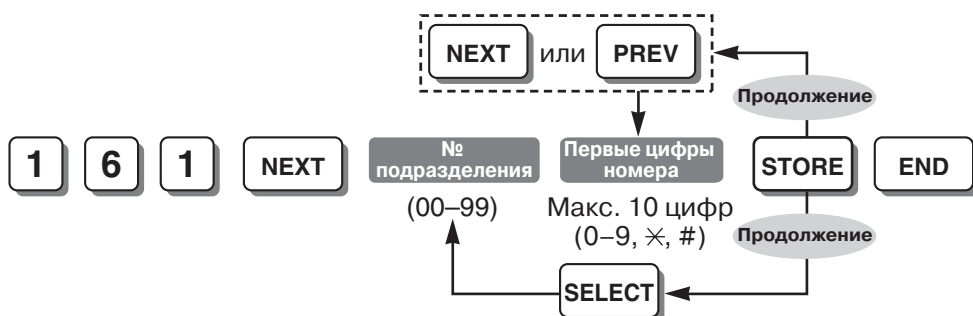 NEXT или PREV
Продолжение
1 6 1 NEXT № подразделения Первые цифры номера STORE END
(00–99) Макс. 10 цифр
(0–9, ✳, #) Продолжение
SELECT